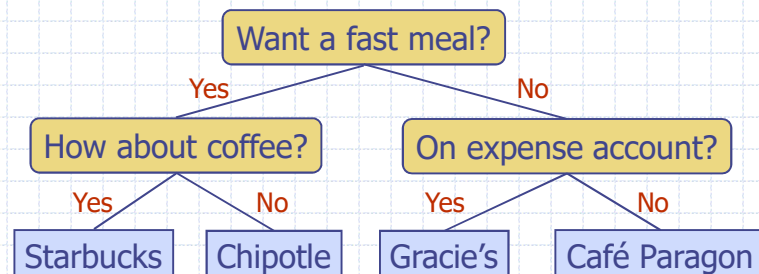 Want a fast meal?
Yes No
How about coffee? On expense account?
Yes No Yes No
Starbucks Chipotle Gracie's Café Paragon